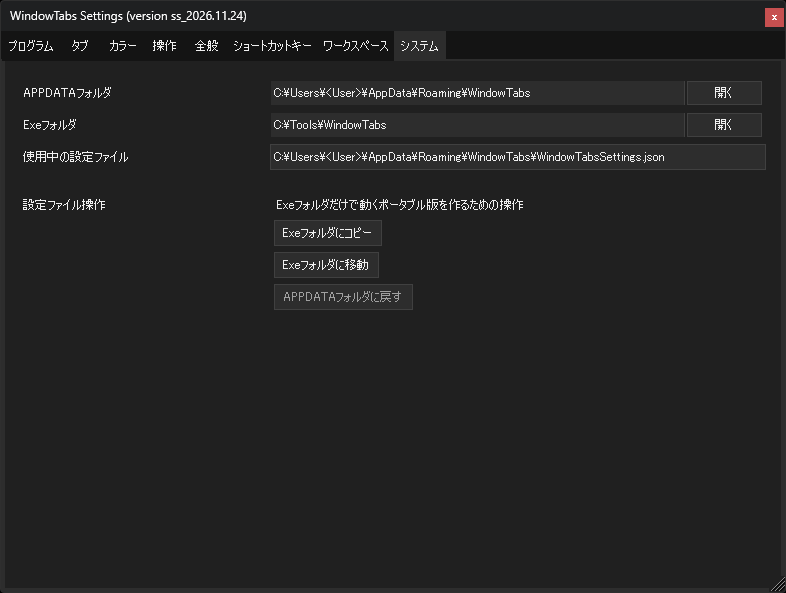 WindowTabs Settings (version ss_2026.11.24)
x
プログラム タブ カラー 操作 全般 ショートカットキー ワークスペース システム
APPDATAフォルダ C:¥Users¥<User>¥AppData¥Roaming¥WindowTabs 開く
Exeフォルダ C:¥Tools¥WindowTabs 開く
使用中の設定ファイル C:¥Users¥<User>¥AppData¥Roaming¥WindowTabs¥WindowTabsSettings.json
設定ファイル操作 Exeフォルダだけで動くポータブル版を作るための操作
Exeフォルダにコピー
Exeフォルダに移動
APPDATAフォルダに戻す